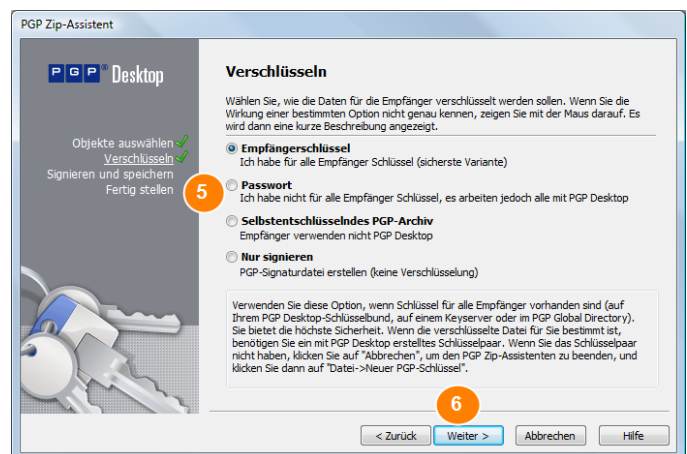 PGP Zip-Assistent
PGP® Desktop
Objekte auswählen
Verschlüsseln
Signieren und speichern
Fertig stellen
Verschlüsseln
Wählen Sie, wie die Daten für die Empfänger verschlüsselt werden sollen. Wenn Sie die
Wirkung einer bestimmten Option nicht genau kennen, zeigen Sie mit der Maus darauf. Es
wird dann eine kurze Beschreibung angezeigt.
Empfängerschlüssel
Ich habe für alle Empfänger Schlüssel (sicherste Variante)
5
Passwort
Ich habe nicht für alle Empfänger Schlüssel, es arbeiten jedoch alle mit PGP Desktop
Selbstentschlüsselndes PGP-Archiv
Empfänger verwenden nicht PGP Desktop
Nur signieren
PGP-Signaturdatei erstellen (keine Verschlüsselung)
Verwenden Sie diese Option, wenn Schlüssel für alle Empfänger vorhanden sind (auf
Ihrem PGP Desktop-Schlüsselbund, auf einem Keyserver oder im PGP Global Directory).
Sie bietet die höchste Sicherheit. Wenn die verschlüsselte Datei für Sie bestimmt ist,
benötigen Sie ein mit PGP Desktop erstelltes Schlüsselpaar. Wenn Sie das Schlüsselpaar
nicht haben, klicken Sie auf "Abbrechen", um den PGP Zip-Assistenten zu beenden, und
klicken Sie dann auf "Datei->Neuer PGP-Schlüssel".
6
< Zurück
Weiter >
Abbrechen
Hilfe